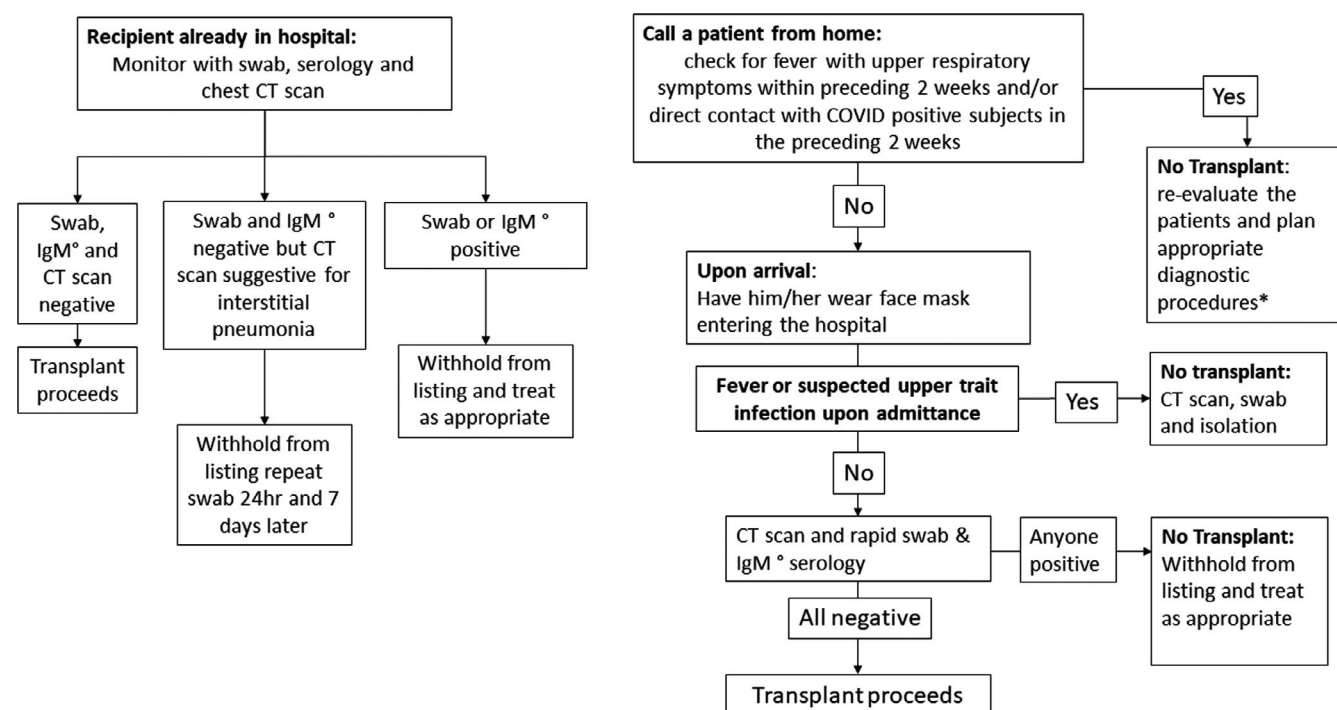 Recipient already in hospital:
Monitor with swab, serology and
chest CT scan
Swab,
IgM° and
CT scan
negative
Transplant
proceeds
Swab and IgM °
negative but CT
scan suggestive for
interstitial
pneumonia
Withhold from
listing repeat
swab 24hr and 7
days later
Swab or IgM °
positive
Withhold from
listing and treat
as appropriate
Call a patient from home:
check for fever with upper respiratory
symptoms within preceding 2 weeks and/or
direct contact with COVID positive subjects in
the preceding 2 weeks
Yes
No Transplant:
re-evaluate the
patients and plan
appropriate
diagnostic
procedures*
No
Upon arrival:
Have him/her wear face mask
entering the hospital
Fever or suspected upper trait
infection upon admittance
Yes
No transplant:
CT scan, swab
and isolation
No
CT scan and rapid swab &
IgM ° serology
Anyone
positive
No Transplant:
Withhold from
listing and treat
as appropriate
All negative
Transplant proceeds